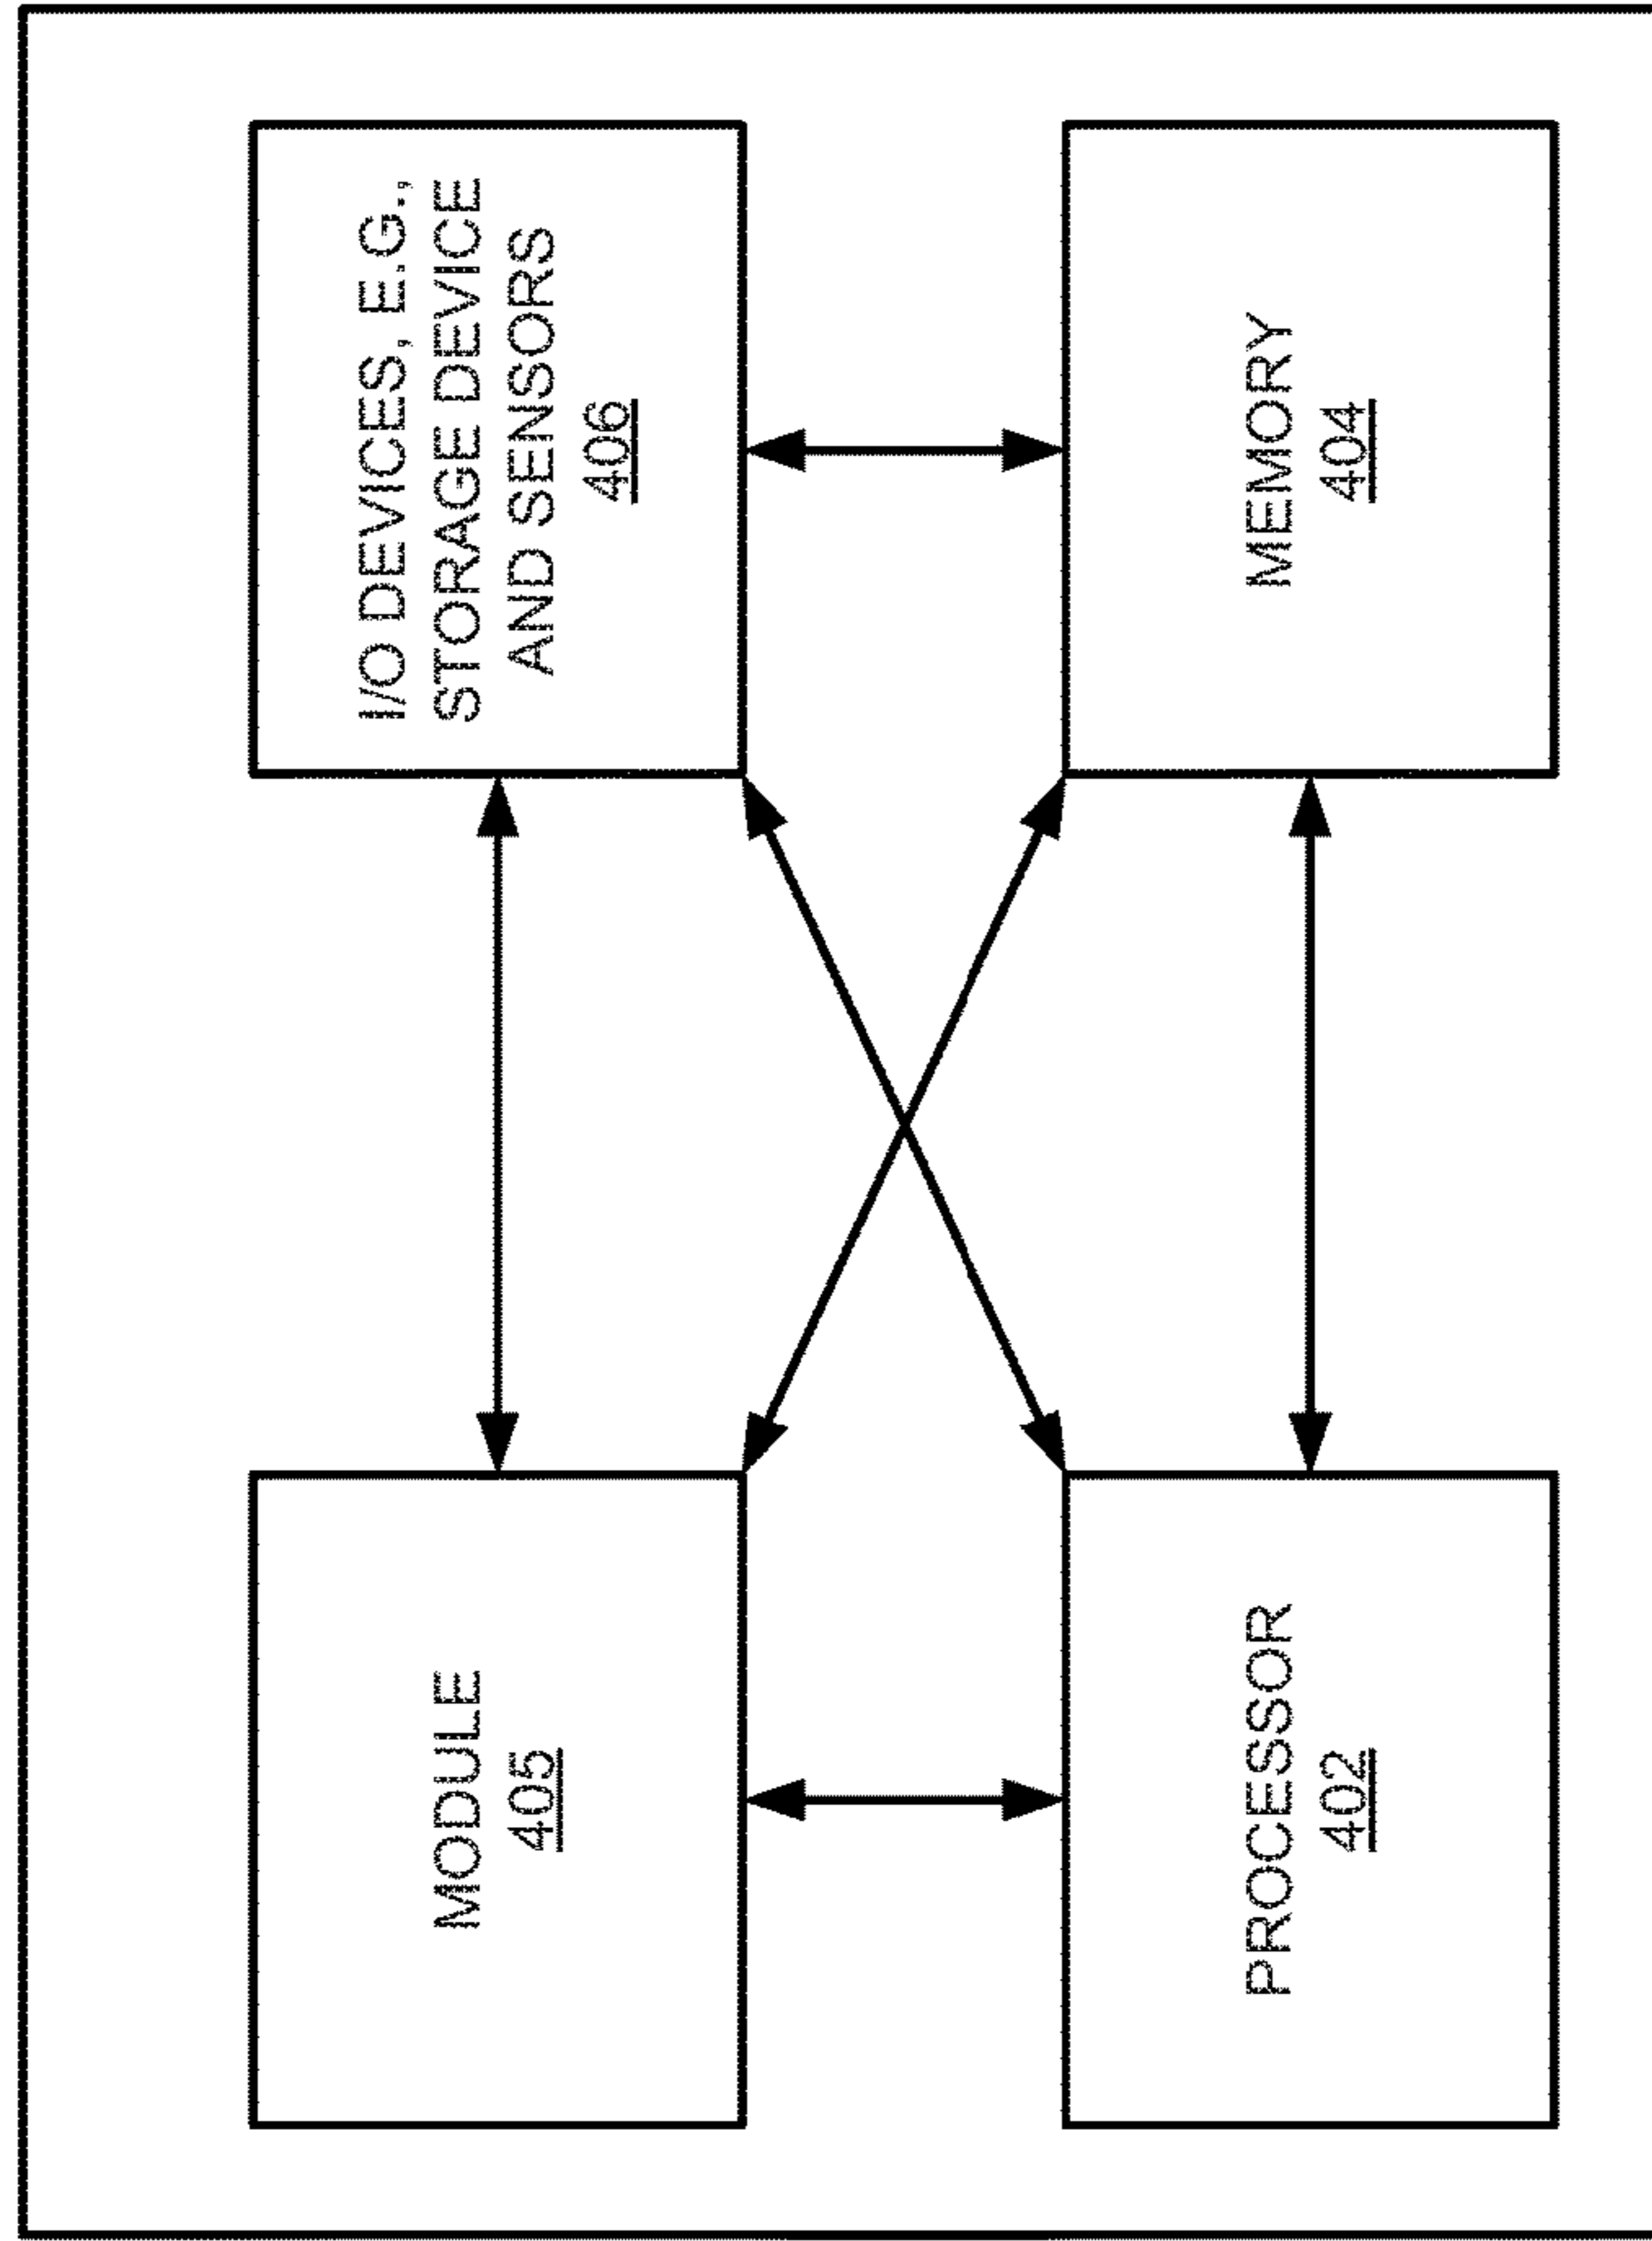 MODULE
405
I/O DEVICES, E.G.,
STORAGE DEVICE
AND SENSORS
406
PROCESSOR
402
MEMORY
404